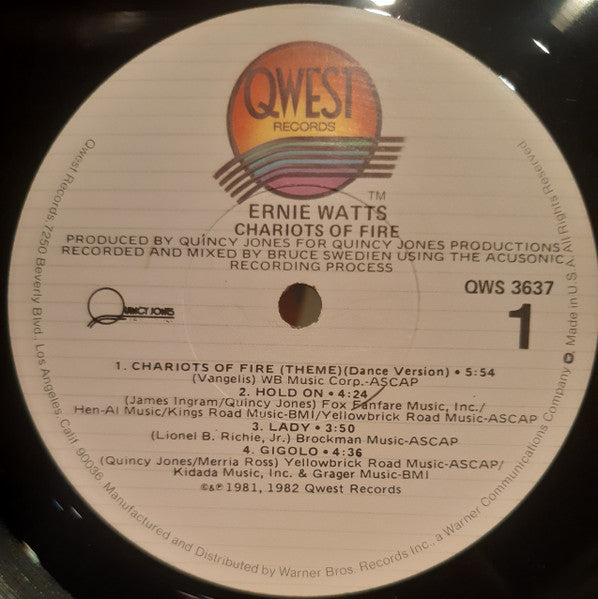 QWEST
RECORDS
TM
ERNIE WATTS
CHARIOTS OF FIRE
PRODUCED BY QUINCY JONES FOR QUINCY JONES PRODUCTIONS
RECORDED AND MIXED BY BRUCE SWEDIEN USING THE ACUSONIC
RECORDING PROCESS
QUINCY JONES
QWS 3637
1
1. CHARIOTS OF FIRE (THEME)(Dance Version) • 5:54
(Vangelis) WB Music Corp.-ASCAP
2. HOLD ON • 4:24
(James Ingram/Quincy Jones) Fox Fanfare Music, Inc./
Hen-Al Music/Kings Road Music-BMI/Yellowbrick Road Music-ASCAP
3. LADY • 3:50
(Lionel B. Richie, Jr.) Brockman Music-ASCAP
4. GIGOLO • 4:36
(Quincy Jones/Merria Ross) Yellowbrick Road Music-ASCAP/
Kidada Music, Inc. & Grager Music-BMI
©&℗ 1981, 1982 Qwest Records
Qwest Records 7250 Beverly Blvd., Los Angeles, Calif. 90036. Manufactured and Distributed by Warner Bros. Records Inc., a Warner Communications Company ℗ Made in U.S.A. All Rights Reserved